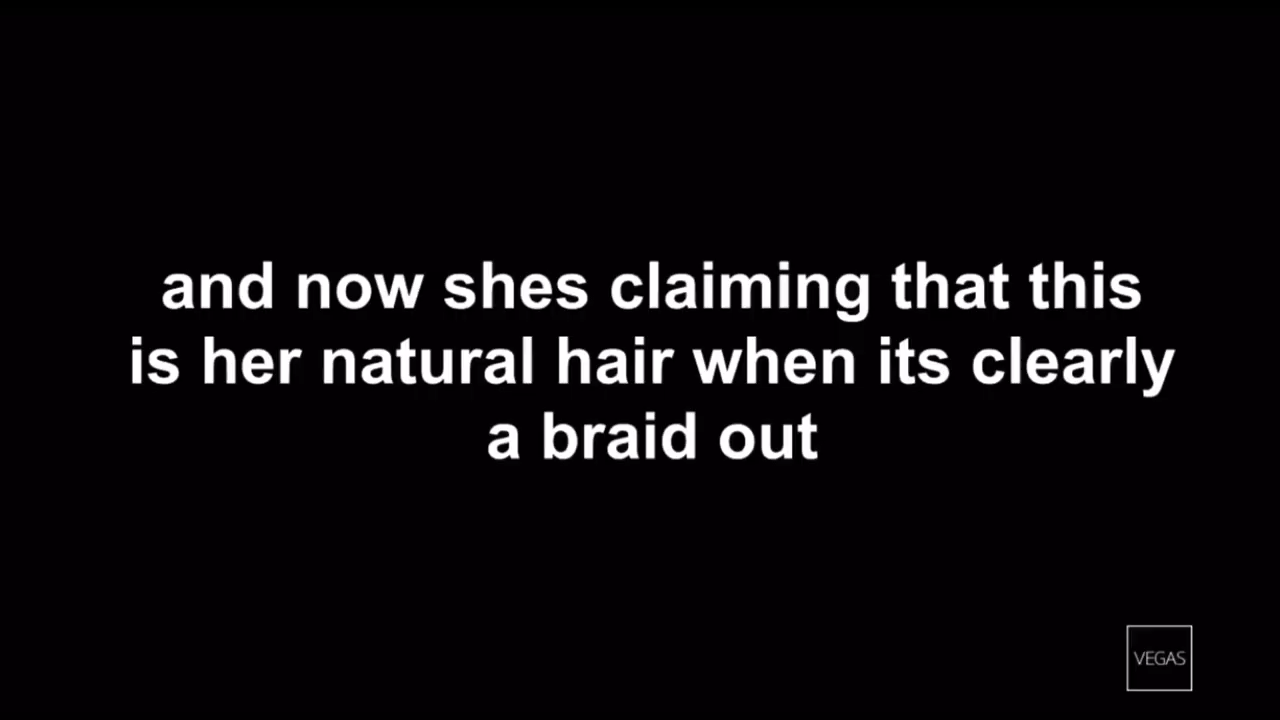 and now shes claiming that this
is her natural hair when its clearly
a braid out
VEGAS